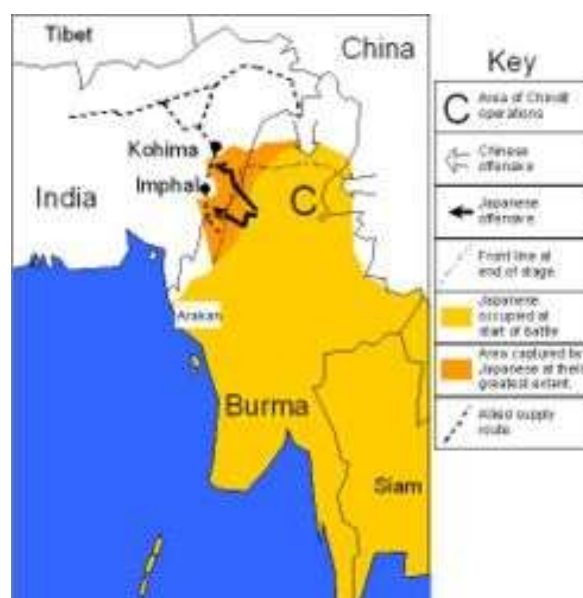 Tibet
China
Kohima
Imphal
India
C
Arakan
Burma
Siam
Key
C
Area of Chindit
operations
Chinese
offensive
Japanese
offensive
Front line at
end of stage
Japanese
occupied at
start of battle
Area captured by
Japanese at their
greatest extent.
Allied supply
route